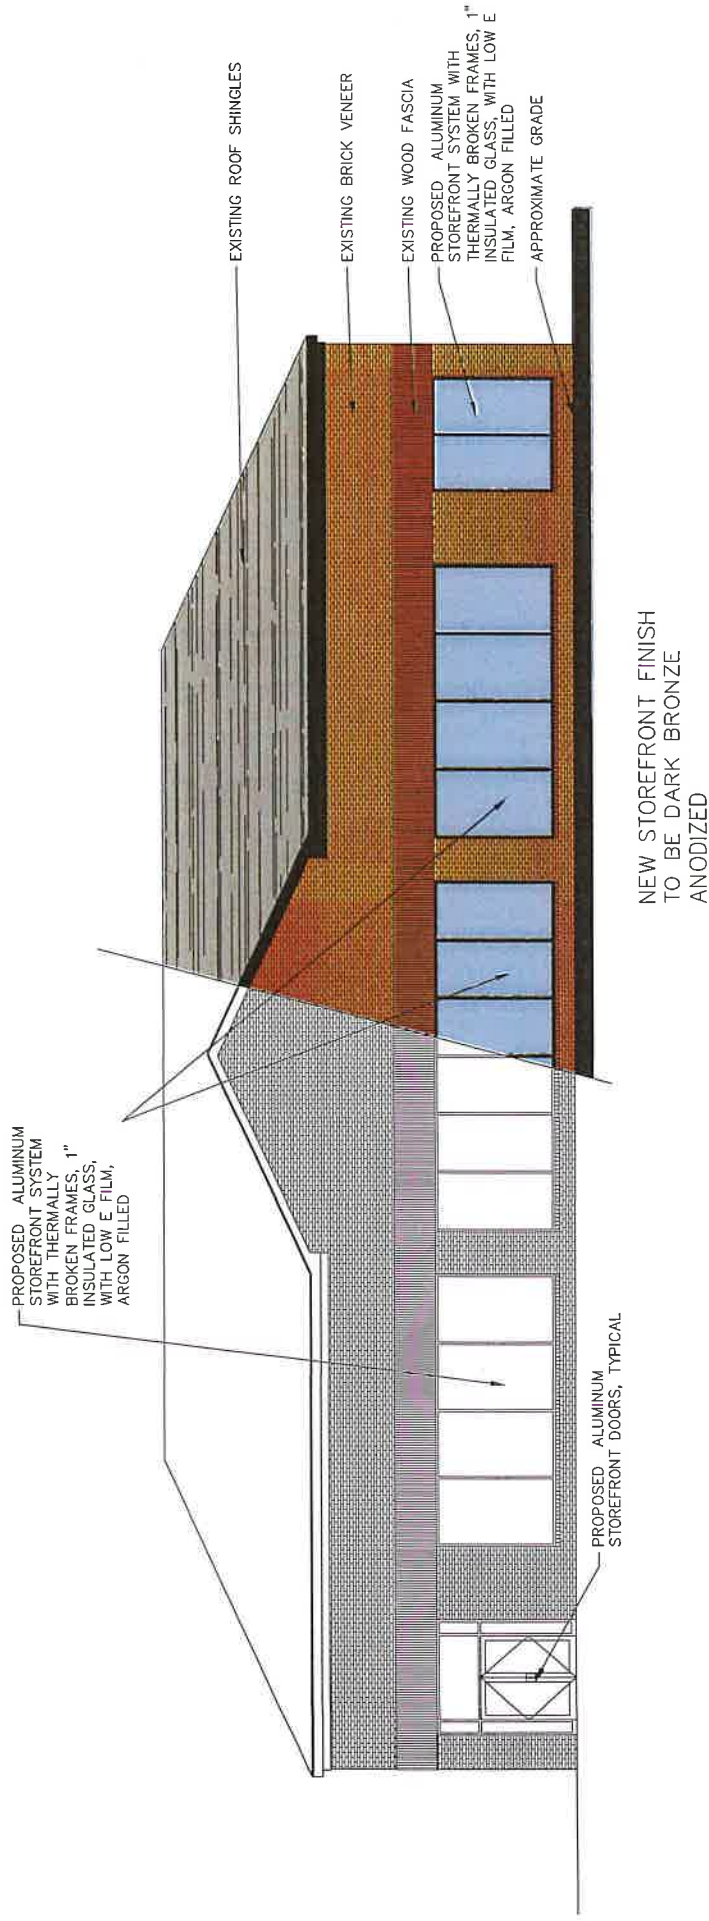 PROPOSED ALUMINUM
STOREFRONT SYSTEM
WITH THERMALLY
BROKEN FRAMES, 1"
INSULATED GLASS,
WITH LOW E FILM,
ARGON FILLED
EXISTING ROOF SHINGLES
EXISTING BRICK VENEER
EXISTING WOOD FASCIA
PROPOSED ALUMINUM
STOREFRONT SYSTEM WITH
THERMALLY BROKEN FRAMES, 1"
INSULATED GLASS, WITH LOW E
FILM, ARGON FILLED
APPROXIMATE GRADE
PROPOSED ALUMINUM
STOREFRONT DOORS, TYPICAL
NEW STOREFRONT FINISH
TO BE DARK BRONZE
ANODIZED